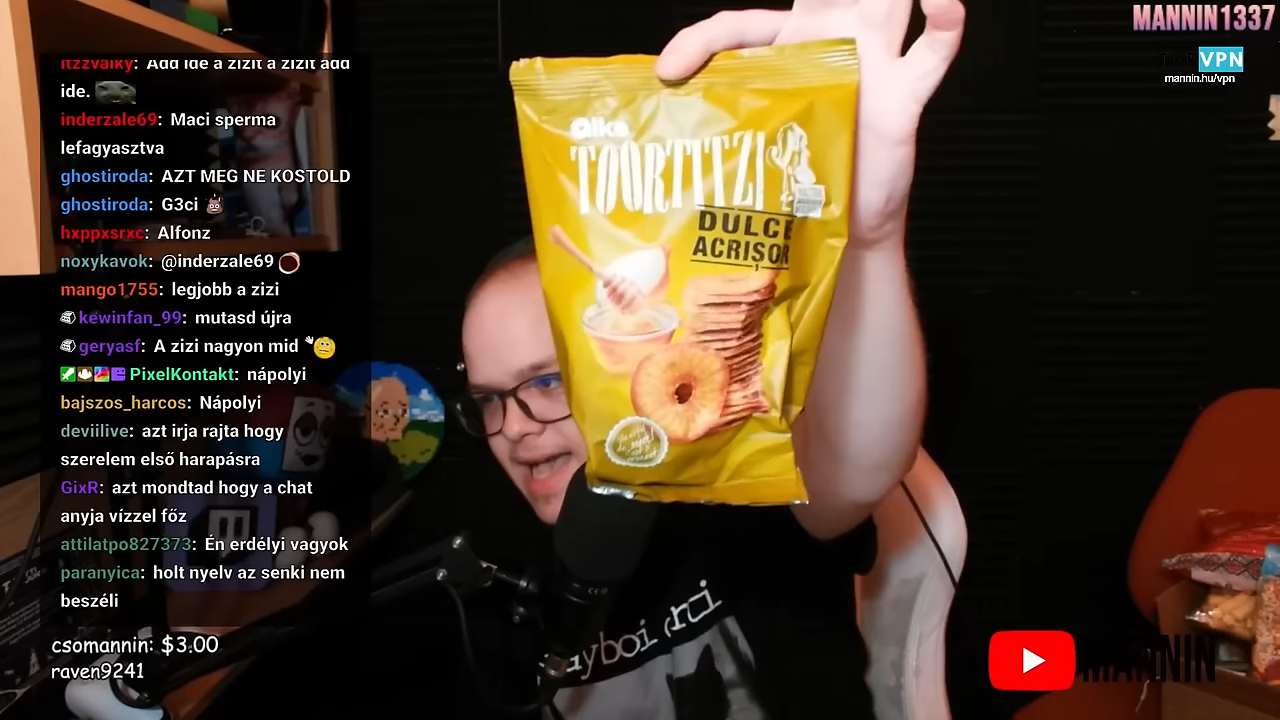 itzzvalky: Add ide a zizit a zizit add
ide.
inderzale69: Maci sperma
lefagyasztva
ghostiroda: AZT MEG NE KOSTOLD
ghostiroda: G3ci
hxppxsrxc: Alfonz
noxykavok: @inderzale69
mango1755: legjobb a zizi
kewinfan_99: mutasd újra
geryasf: A zizi nagyon mid
PixelKontakt: nápolyi
bajszos_harcos: Nápolyi
deviilive: azt irja rajta hogy
szerelem első harapásra
GixR: azt mondtad hogy a chat
anyja vízzel főz
attilatpo827373: Én erdélyi vagyok
paranyica: holt nyelv az senki nem
beszéli
csomannin: $3.00
raven9241
alka
TOORTITZI
DULCE
ACRIȘOR
MANNIN1337
VPN
mannin.hu/vpn
MANNIN